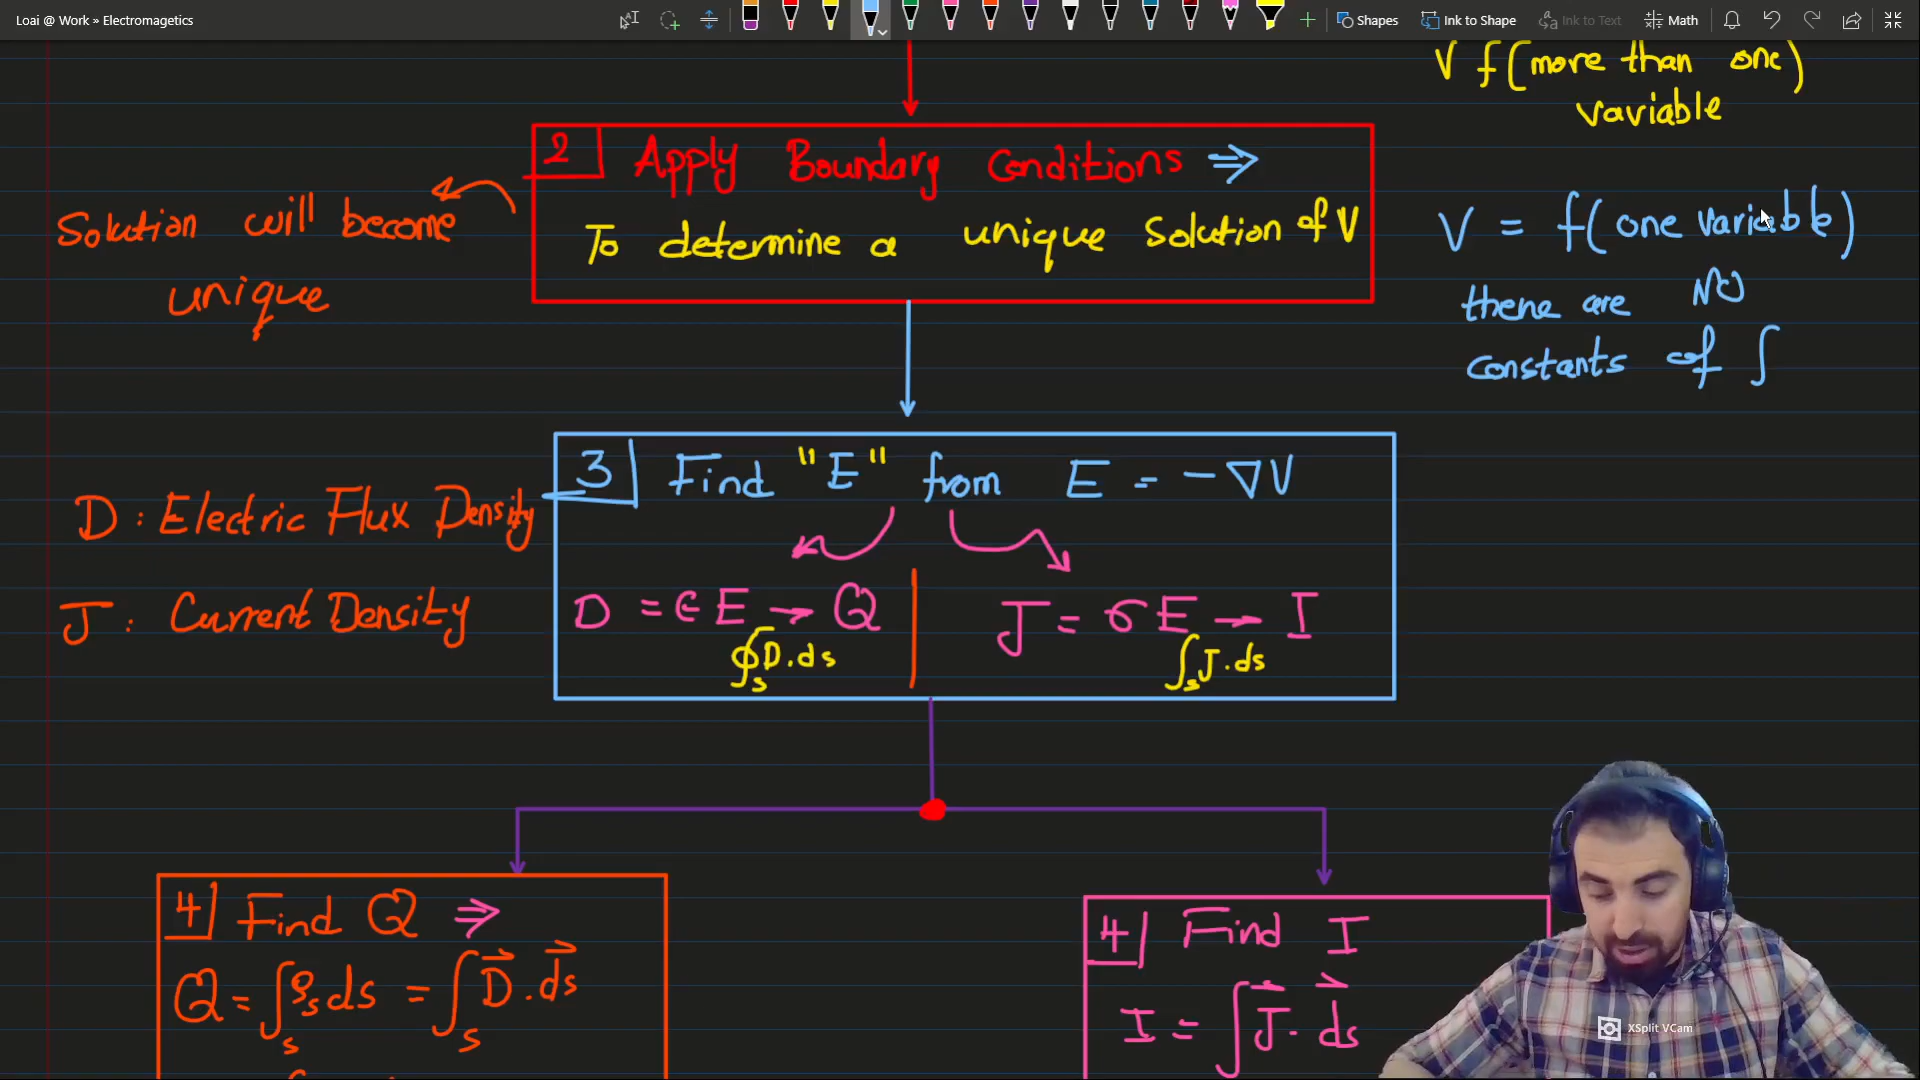 Loai @ Work » Electromagetics
Shapes
Ink to Shape
Ink to Text
Math
V f(more than one)
variable
2 Apply Boundary Conditions ⇒
To determine a unique Solution of V
Solution will become
unique
V = f(one variable)
there are NO
constants of ∫
3 Find "E" from E = -∇V
D = ϵE → Q
∮s D.ds
J = σE → I
∫s J.ds
D : Electric Flux Density
J : Current Density
4 Find Q ⇒
Q = ∫s ρs ds = ∫s D⃗ . ds⃗
4 Find I
I = ∫ J⃗ . ds⃗
XSplit VCam